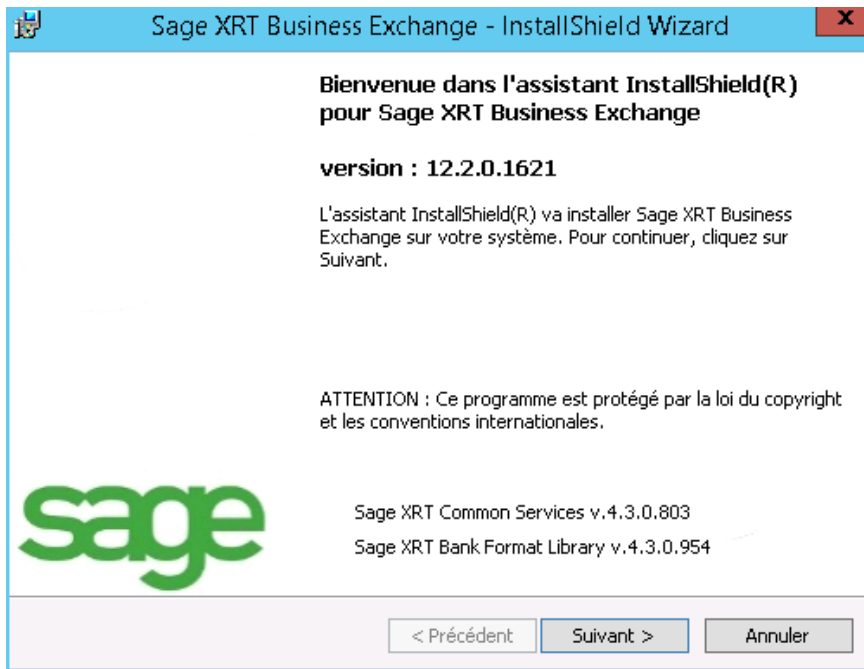 Sage XRT Business Exchange - InstallShield Wizard
x
Bienvenue dans l'assistant InstallShield(R)
pour Sage XRT Business Exchange
version : 12.2.0.1621
L'assistant InstallShield(R) va installer Sage XRT Business
Exchange sur votre système. Pour continuer, cliquez sur
Suivant.
ATTENTION : Ce programme est protégé par la loi du copyright
et les conventions internationales.
sage
Sage XRT Common Services v.4.3.0.803
Sage XRT Bank Format Library v.4.3.0.954
< Précédent
Suivant >
Annuler